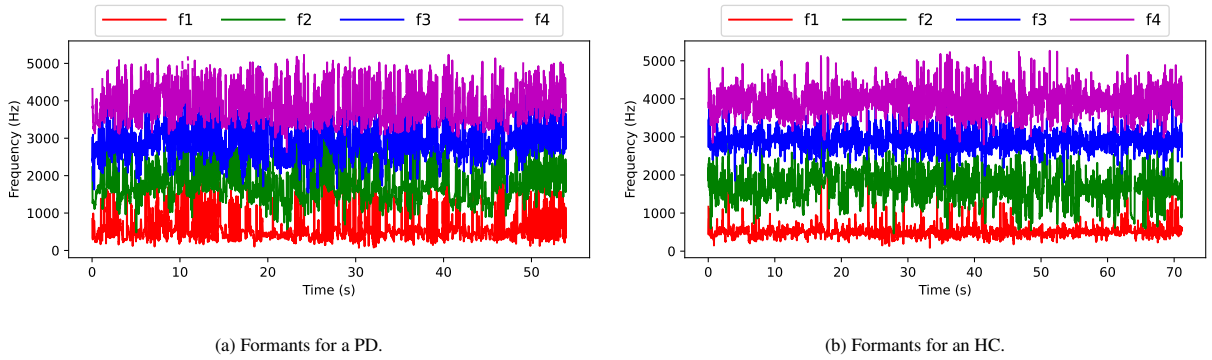 f1 f2 f3 f4
5000
4000
3000
2000
1000
0
Frequency (Hz)
0 10 20 30 40 50
Time (s)
(a) Formants for a PD.
f1 f2 f3 f4
5000
4000
3000
2000
1000
0
Frequency (Hz)
0 10 20 30 40 50 60 70
Time (s)
(b) Formants for an HC.